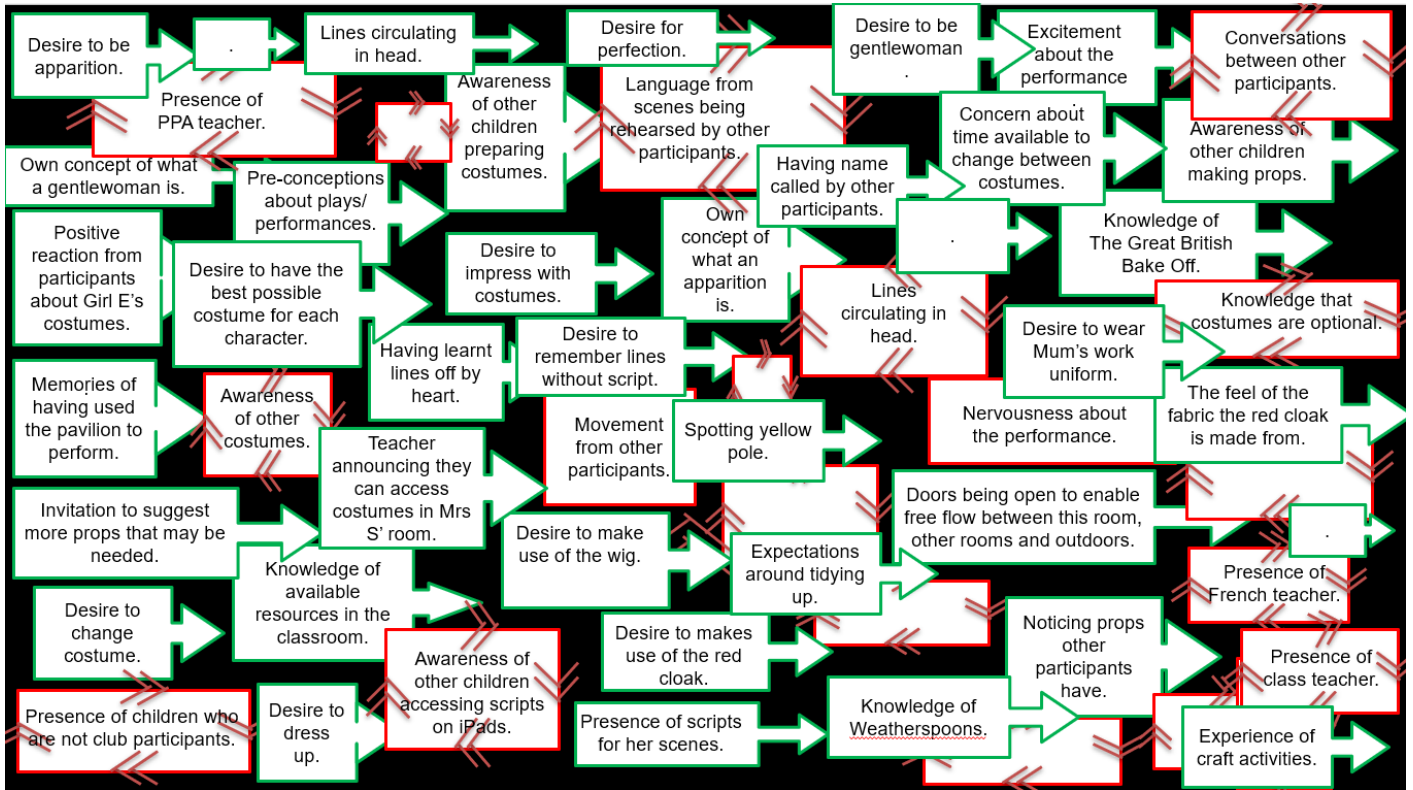 Desire to be
apparition.
.
Lines circulating
in head.
Desire for
perfection.
Desire to be
gentlewoman
.
Excitement
about the
performance
Conversations
between other
participants.
Presence of
PPA teacher.
Awareness
of other
children
preparing
costumes.
Language from
scenes being
rehearsed by other
participants.
Concern about
time available to
change between
costumes.
Awareness of
other children
making props.
Own concept of what
a gentlewoman is.
Pre-conceptions
about plays/
performances.
Having name
called by other
participants.
Positive
reaction from
participants
about Girl E's
costumes.
Desire to have the
best possible
costume for each
character.
Desire to
impress with
costumes.
Own
concept of
what an
apparition
is.
.
Knowledge of
The Great British
Bake Off.
Lines
circulating in
head.
Knowledge that
costumes are optional.
Having learnt
lines off by
heart.
Desire to
remember lines
without script.
Desire to wear
Mum's work
uniform.
Memories of
having used
the pavilion to
perform.
Awareness
of other
costumes.
Movement
from other
participants.
Spotting yellow
pole.
Nervousness about
the performance.
The feel of the
fabric the red cloak
is made from.
Teacher
announcing they
can access
costumes in Mrs
S' room.
Invitation to suggest
more props that may be
needed.
Desire to make
use of the wig.
Expectations
around tidying
up.
Doors being open to enable
free flow between this room,
other rooms and outdoors.
.
Knowledge of
available
resources in the
classroom.
Presence of
French teacher.
Desire to
change
costume.
Desire to makes
use of the red
cloak.
Noticing props
other
participants
have.
Presence of
class teacher.
Presence of children who
are not club participants.
Desire to
dress
up.
Awareness of
other children
accessing scripts
on iPads.
Presence of scripts
for her scenes.
Knowledge of
Weatherspoons.
Experience of
craft activities.